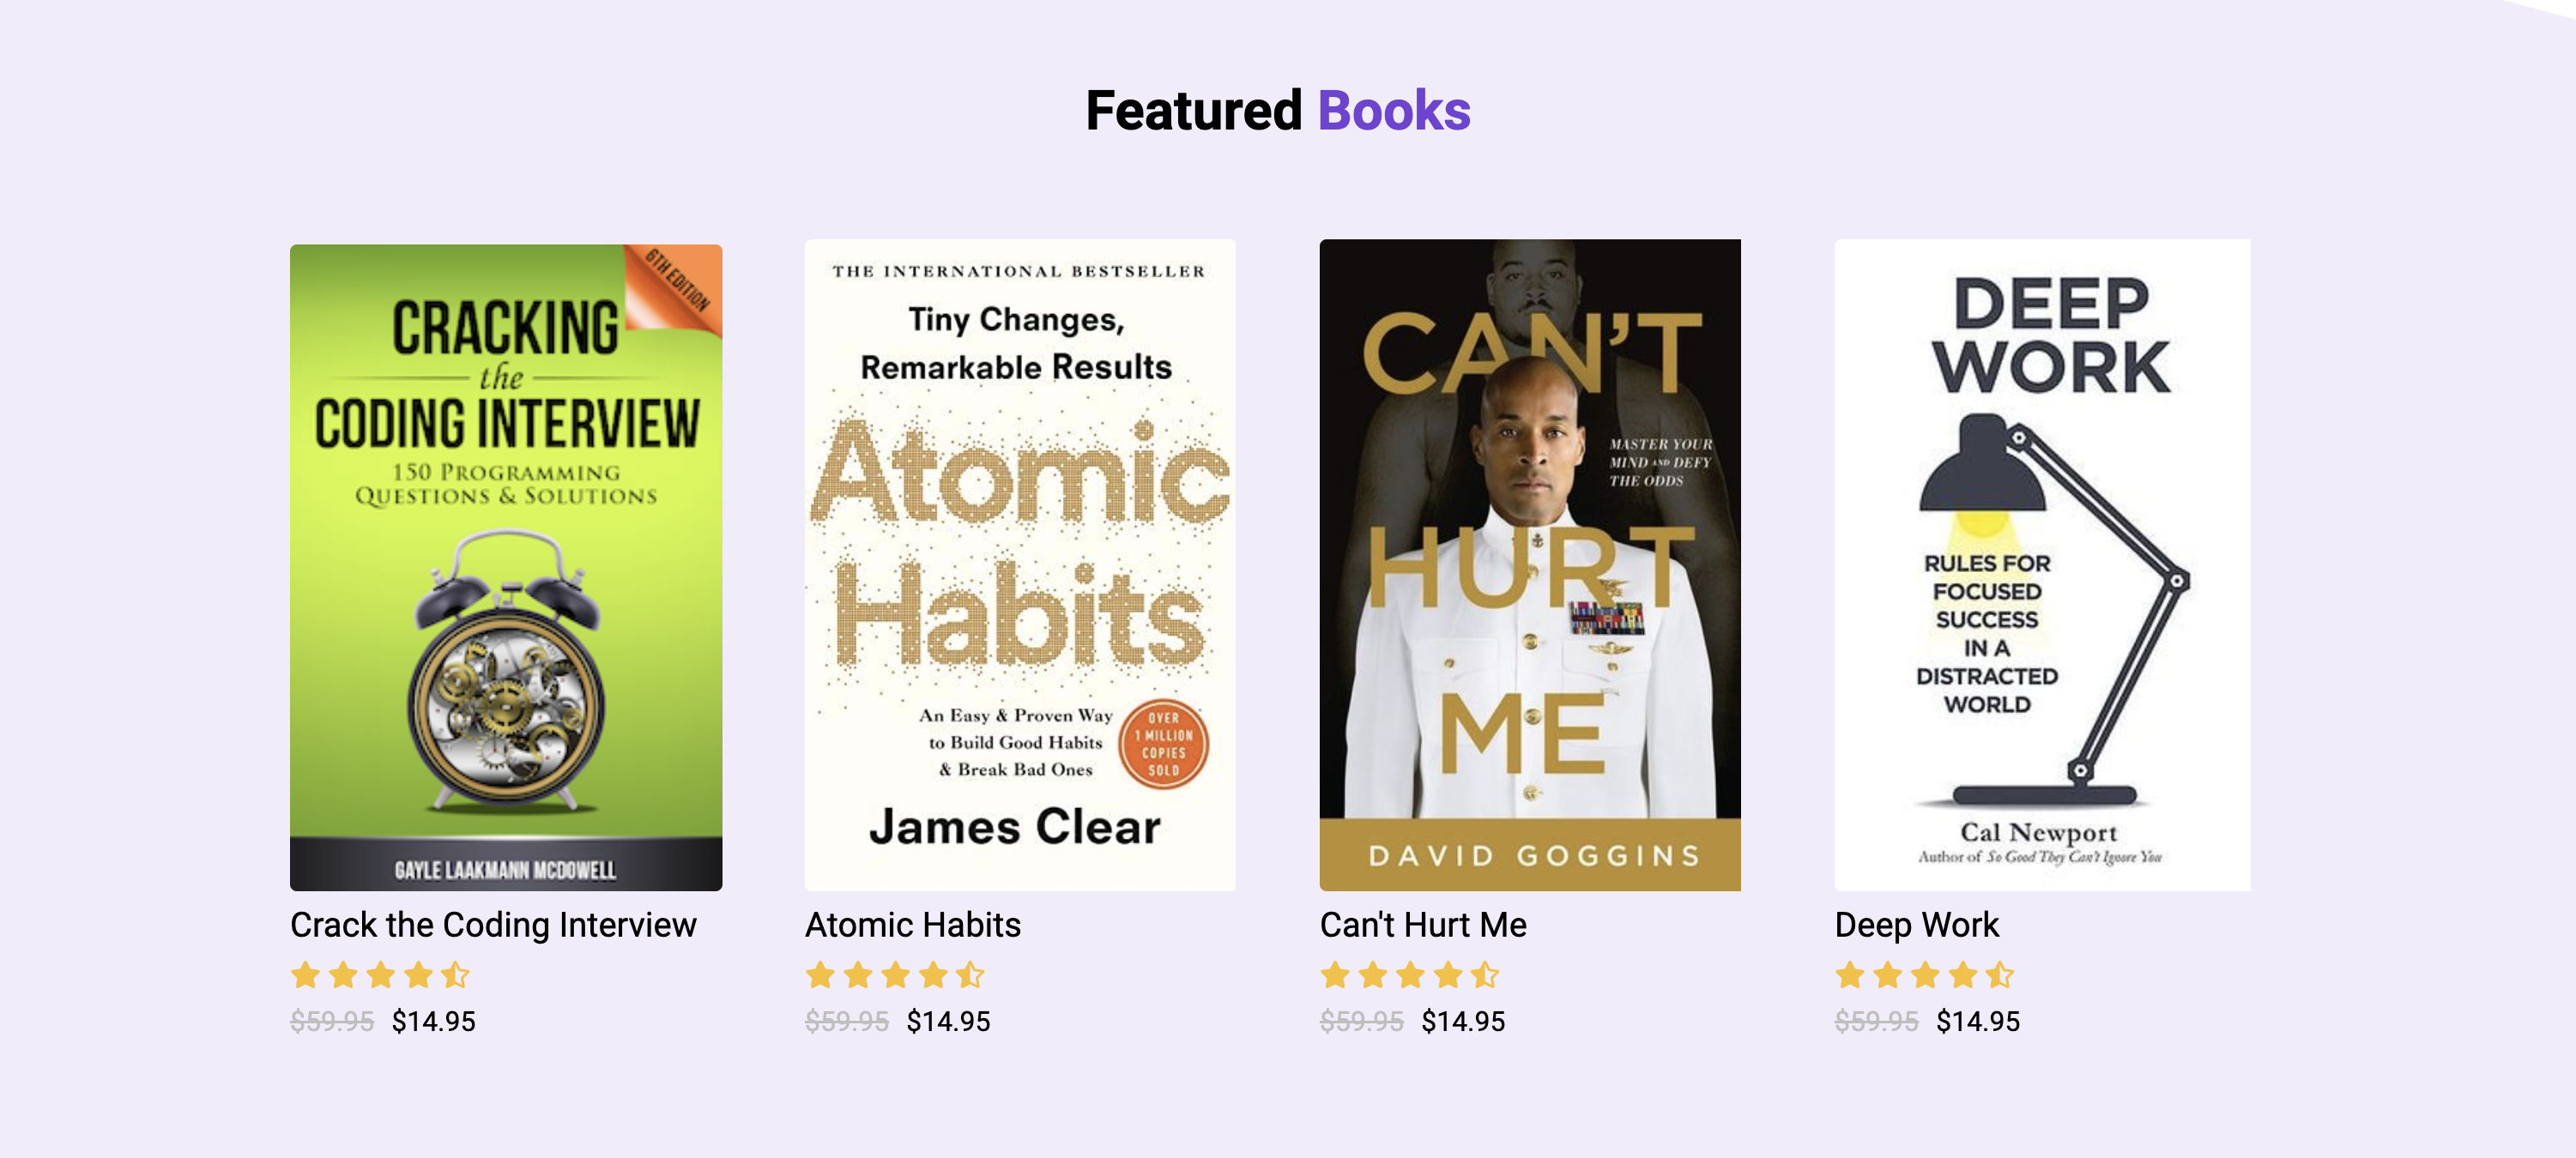 Featured Books
6TH EDITION
CRACKING
the
CODING INTERVIEW
150 PROGRAMMING
QUESTIONS & SOLUTIONS
GAYLE LAAKMANN MCDOWELL
Crack the Coding Interview
$59.95 $14.95
THE INTERNATIONAL BESTSELLER
Tiny Changes,
Remarkable Results
Atomic
Habits
An Easy & Proven Way
to Build Good Habits
& Break Bad Ones
OVER
1 MILLION
COPIES
SOLD
James Clear
Atomic Habits
$59.95 $14.95
CAN'T
MASTER YOUR
MIND AND DEFY
THE ODDS
HURT
ME
DAVID GOGGINS
Can't Hurt Me
$59.95 $14.95
DEEP
WORK
RULES FOR
FOCUSED
SUCCESS
IN A
DISTRACTED
WORLD
Cal Newport
Author of So Good They Can't Ignore You
Deep Work
$59.95 $14.95